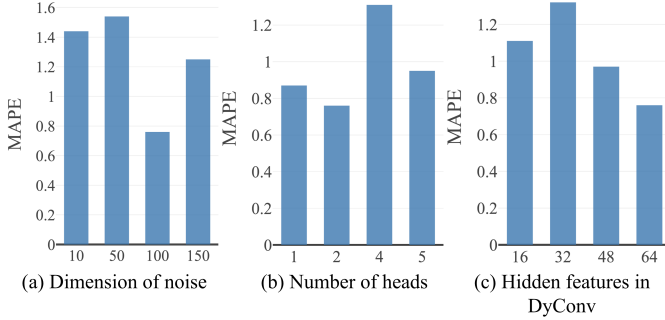 1.6
1.4
1.2
1
0.8
0.6
0.4
0.2
0
MAPE
10 50 100 150
(a) Dimension of noise
1.2
1
0.8
0.6
0.4
0.2
0
MAPE
1 2 4 5
(b) Number of heads
1.2
1
0.8
0.6
0.4
0.2
0
MAPE
16 32 48 64
(c) Hidden features in
DyConv